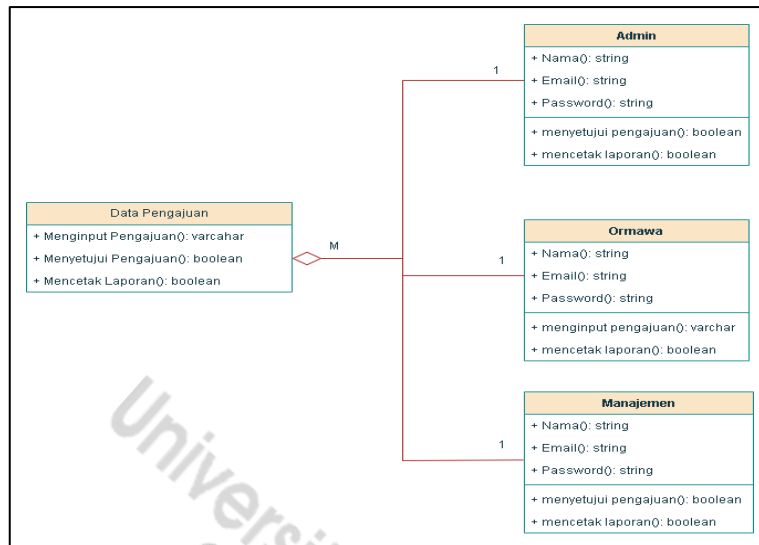 Admin
+ Nama(): string
+ Email(): string
+ Password(): string
+ menyetujui pengajuan(): boolean
+ mencetak laporan(): boolean
1
Data Pengajuan
+ Menginput Pengajuan(): varcahar
+ Menyetujui Pengajuan(): boolean
+ Mencetak Laporan(): boolean
M
Ormawa
+ Nama(): string
+ Email(): string
+ Password(): string
+ menginput pengajuan(): varchar
+ mencetak laporan(): boolean
1
Manajemen
+ Nama(): string
+ Email(): string
+ Password(): string
+ menyetujui pengajuan(): boolean
+ mencetak laporan(): boolean
1